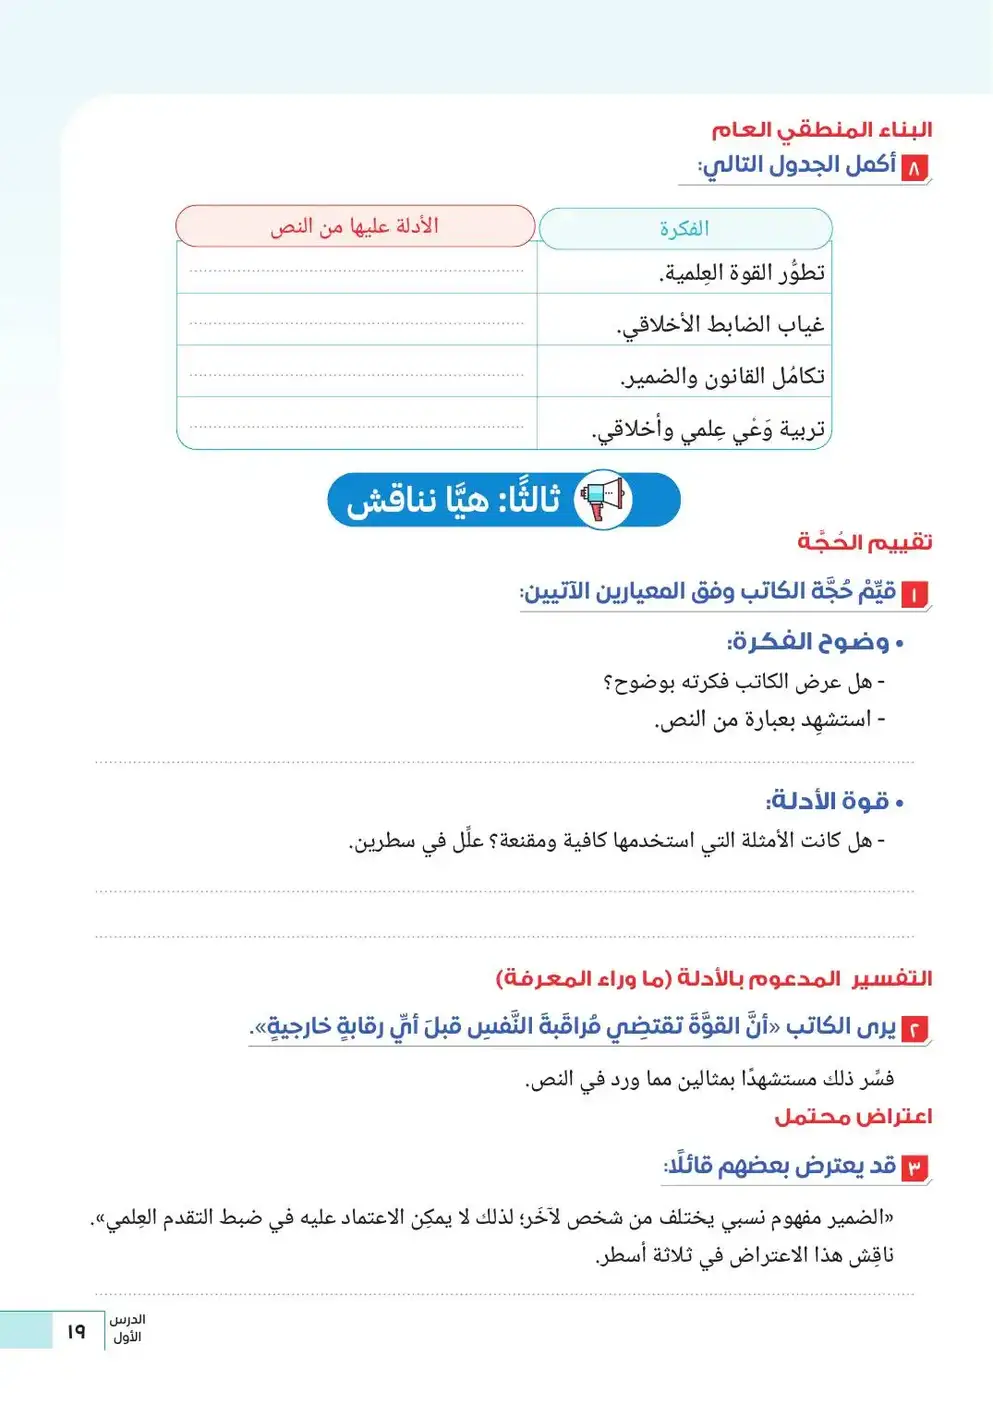 البناء المنطقي العام
٨ أكمل الجدول التالي:
الفكرة
الأدلة عليها من النص
تطوُّر القوة العِلمية.
غياب الضابط الأخلاقي.
تكامُل القانون والضمير.
تربية وَعْي عِلمي وأخلاقي.
ثالثًا: هيَّا نناقش
تقييم الحُجَّة
١ قيِّمْ حُجَّة الكاتب وفق المعيارين الآتيين:
• وضوح الفكرة:
- هل عرض الكاتب فكرته بوضوح؟
- استشهِد بعبارة من النص.
• قوة الأدلة:
- هل كانت الأمثلة التي استخدمها كافية ومقنعة؟ علِّل في سطرين.
التفسير المدعوم بالأدلة (ما وراء المعرفة)
٢ يرى الكاتب «أنَّ القوَّةَ تقتضِي مُراقَبةَ النَّفسِ قبلَ أيِّ رقابةٍ خارجيةٍ».
فسِّر ذلك مستشهدًا بمثالين مما ورد في النص.
اعتراض محتمل
٣ قد يعترض بعضهم قائلًا:
«الضمير مفهوم نسبي يختلف من شخص لآخَر؛ لذلك لا يمكِن الاعتماد عليه في ضبط التقدم العِلمي».
ناقِش هذا الاعتراض في ثلاثة أسطر.
الدرس
الأول
١٩